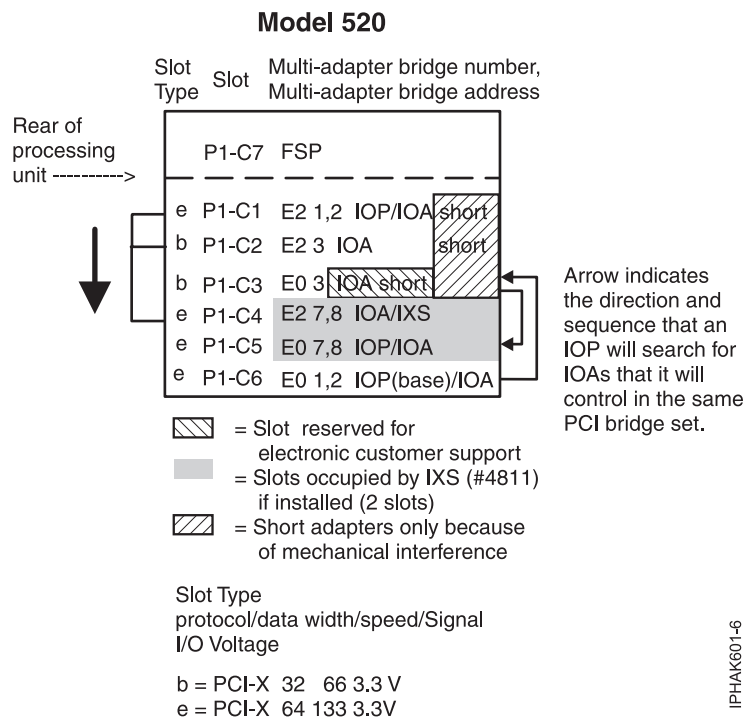 Model 520
Slot Type
Slot
Multi-adapter bridge number,
Multi-adapter bridge address
Rear of
processing
unit ---------->
P1-C7 FSP
e P1-C1 E2 1,2 IOP/IOA short
b P1-C2 E2 3 IOA short
b P1-C3 E0 3 IOA short
e P1-C4 E2 7,8 IOA/IXS
e P1-C5 E0 7,8 IOP/IOA
e P1-C6 E0 1,2 IOP(base)/IOA
Arrow indicates
the direction and
sequence that an
IOP will search for
IOAs that it will
control in the same
PCI bridge set.
= Slot reserved for
electronic customer support
= Slots occupied by IXS (#4811)
if installed (2 slots)
= Short adapters only because
of mechanical interference
Slot Type
protocol/data width/speed/Signal
I/O Voltage
b = PCI-X 32 66 3.3 V
e = PCI-X 64 133 3.3V
IPHAK601-6